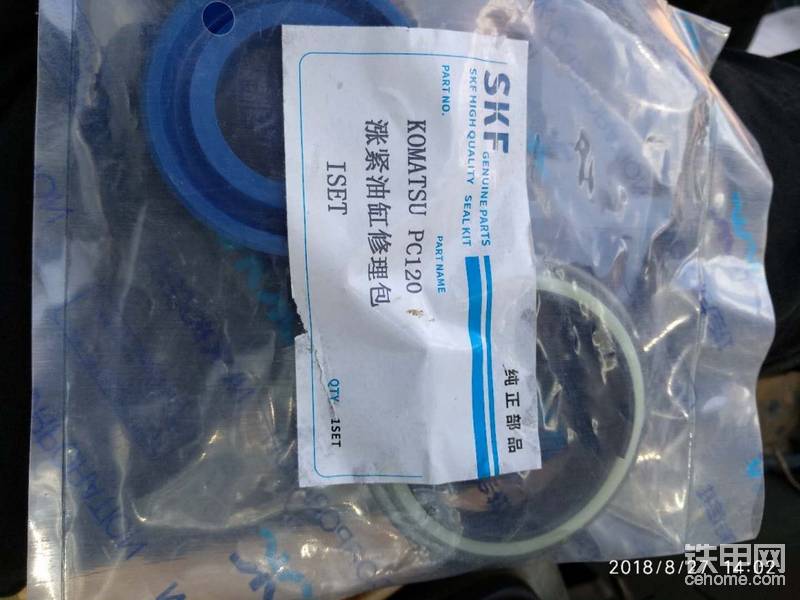 SKF GENUINE PARTS
SKF HIGH QUALITY SEAL KIT
纯正部品
PART NO. PART NAME
KOMATSU PC120
涨紧油缸修理包
1SET
QTY 1SET
SKF
2018/8/27 14:02
铁甲网
cehome.com